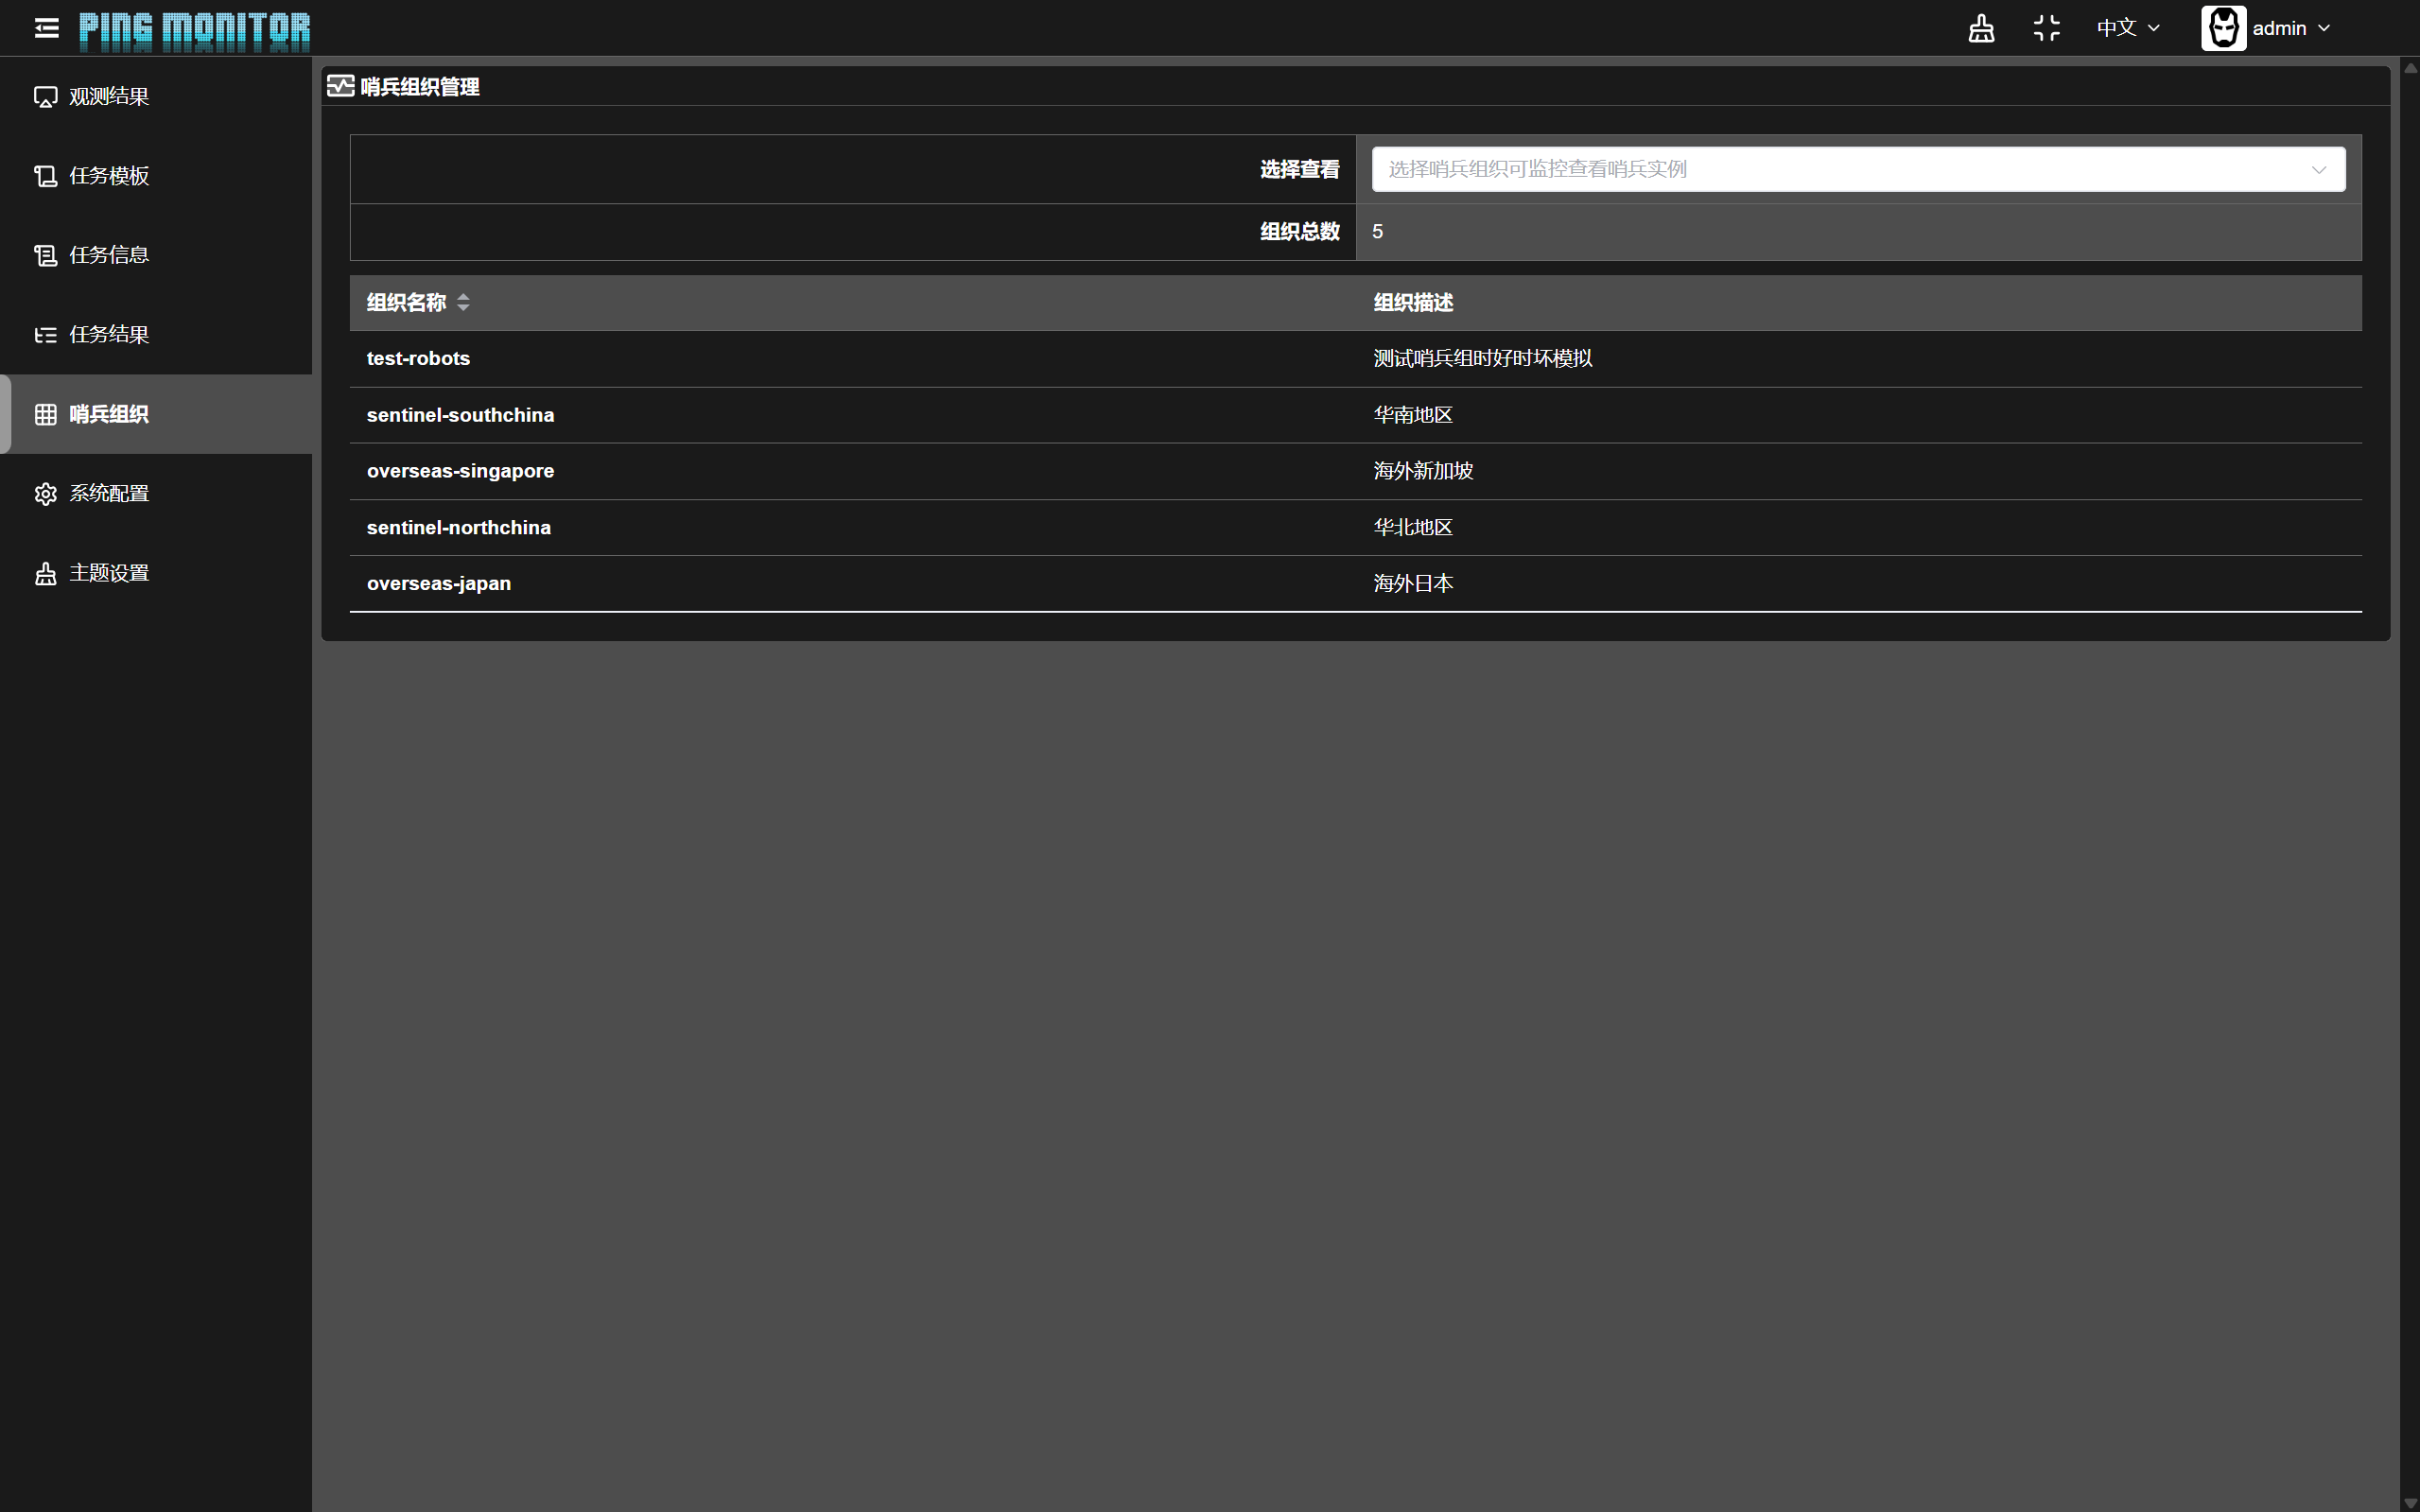 PING MONITOR
中文
admin
观测结果
任务模板
任务信息
任务结果
哨兵组织
系统配置
主题设置
哨兵组织管理
选择查看 选择哨兵组织可监控查看哨兵实例
组织总数 5
组织名称 组织描述
test-robots 测试哨兵组时好时坏模拟
sentinel-southchina 华南地区
overseas-singapore 海外新加坡
sentinel-northchina 华北地区
overseas-japan 海外日本